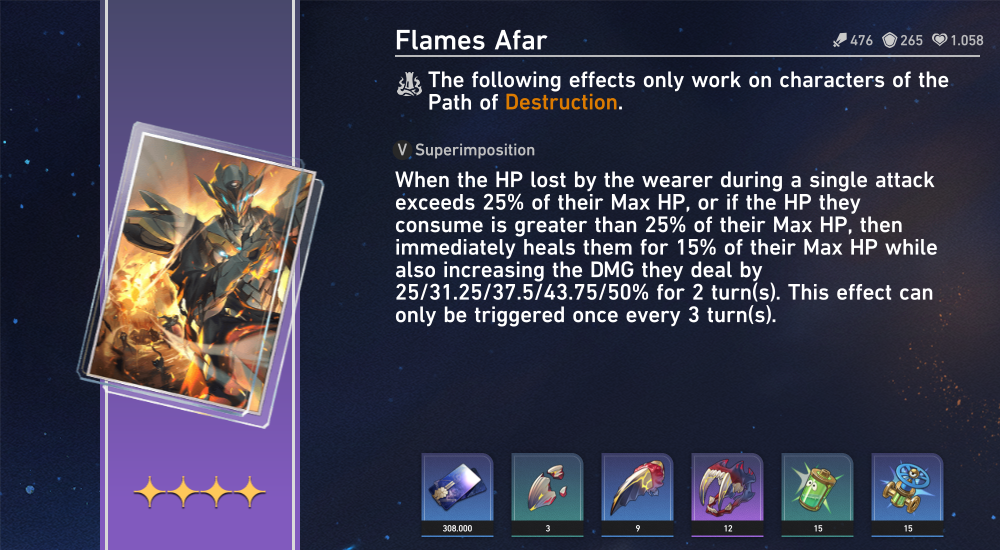 Flames Afar
476 265 1.058
The following effects only work on characters of the
Path of Destruction.
V Superimposition
When the HP lost by the wearer during a single attack
exceeds 25% of their Max HP, or if the HP they
consume is greater than 25% of their Max HP, then
immediately heals them for 15% of their Max HP while
also increasing the DMG they deal by
25/31.25/37.5/43.75/50% for 2 turn(s). This effect can
only be triggered once every 3 turn(s).
308.000 3 9 12 15 15